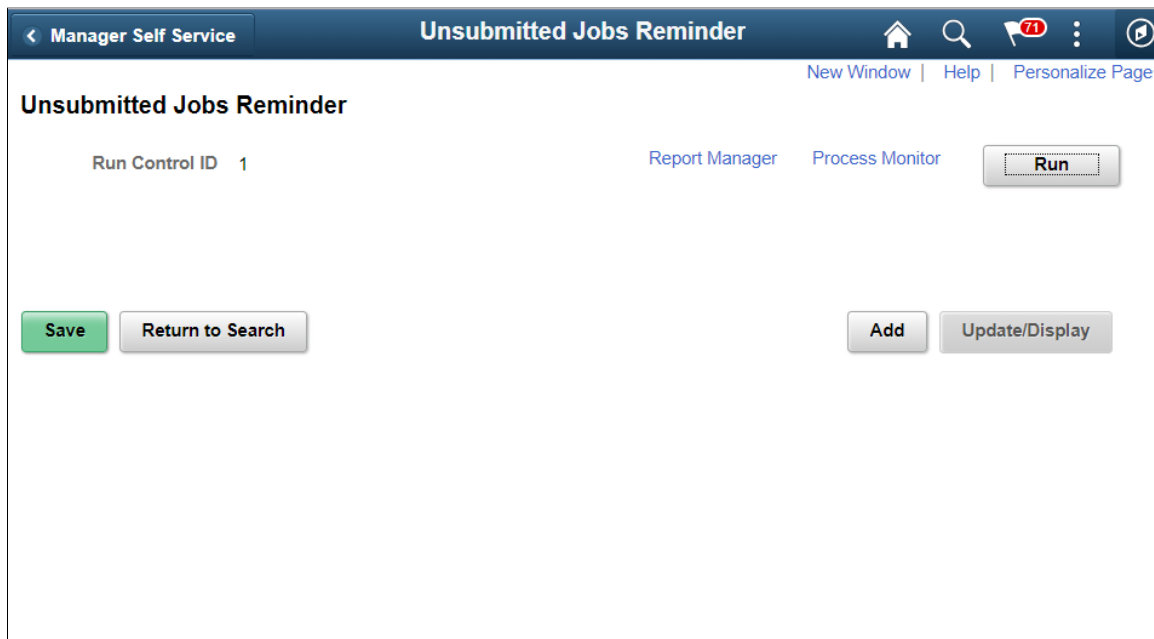 Manager Self Service Unsubmitted Jobs Reminder 71
New Window | Help | Personalize Page
Unsubmitted Jobs Reminder
Run Control ID 1 Report Manager Process Monitor Run
Save Return to Search Add Update/Display